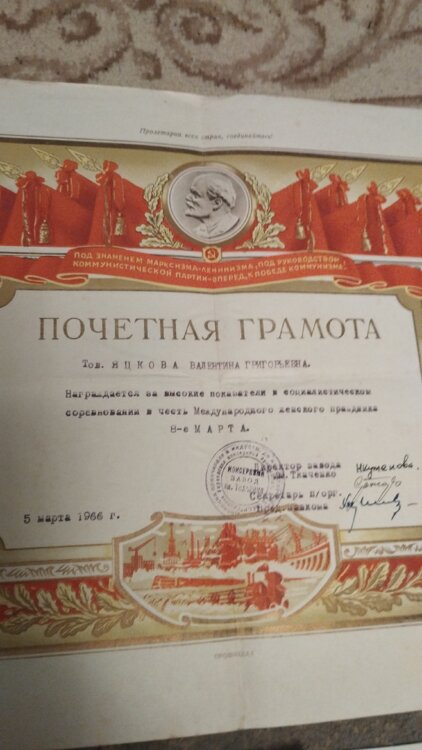 Пролетарии всех стран, соединяйтесь!
ПОД ЗНАМЕНЕМ МАРКСИЗМА-ЛЕНИНИЗМА, ПОД РУКОВОДСТВОМ
КОММУНИСТИЧЕСКОЙ ПАРТИИ-ВПЕРЕД, К ПОБЕДЕ КОММУНИЗМА!
ПОЧЕТНАЯ ГРАМОТА
Тов. ЯЦКОВА ВАЛЕНТИНА ГРИГОРЬЕВНА.
Награждается за высокие показатели в социалистическом
соревновании в честь Международного женского праздника
8-е МАРТА.
КОНСЕРВНЫЙ
ЗАВОД
Директор завода
им. Ткаченко
Секретарь п/орг.
Пред.завкома
5 марта 1966 г.